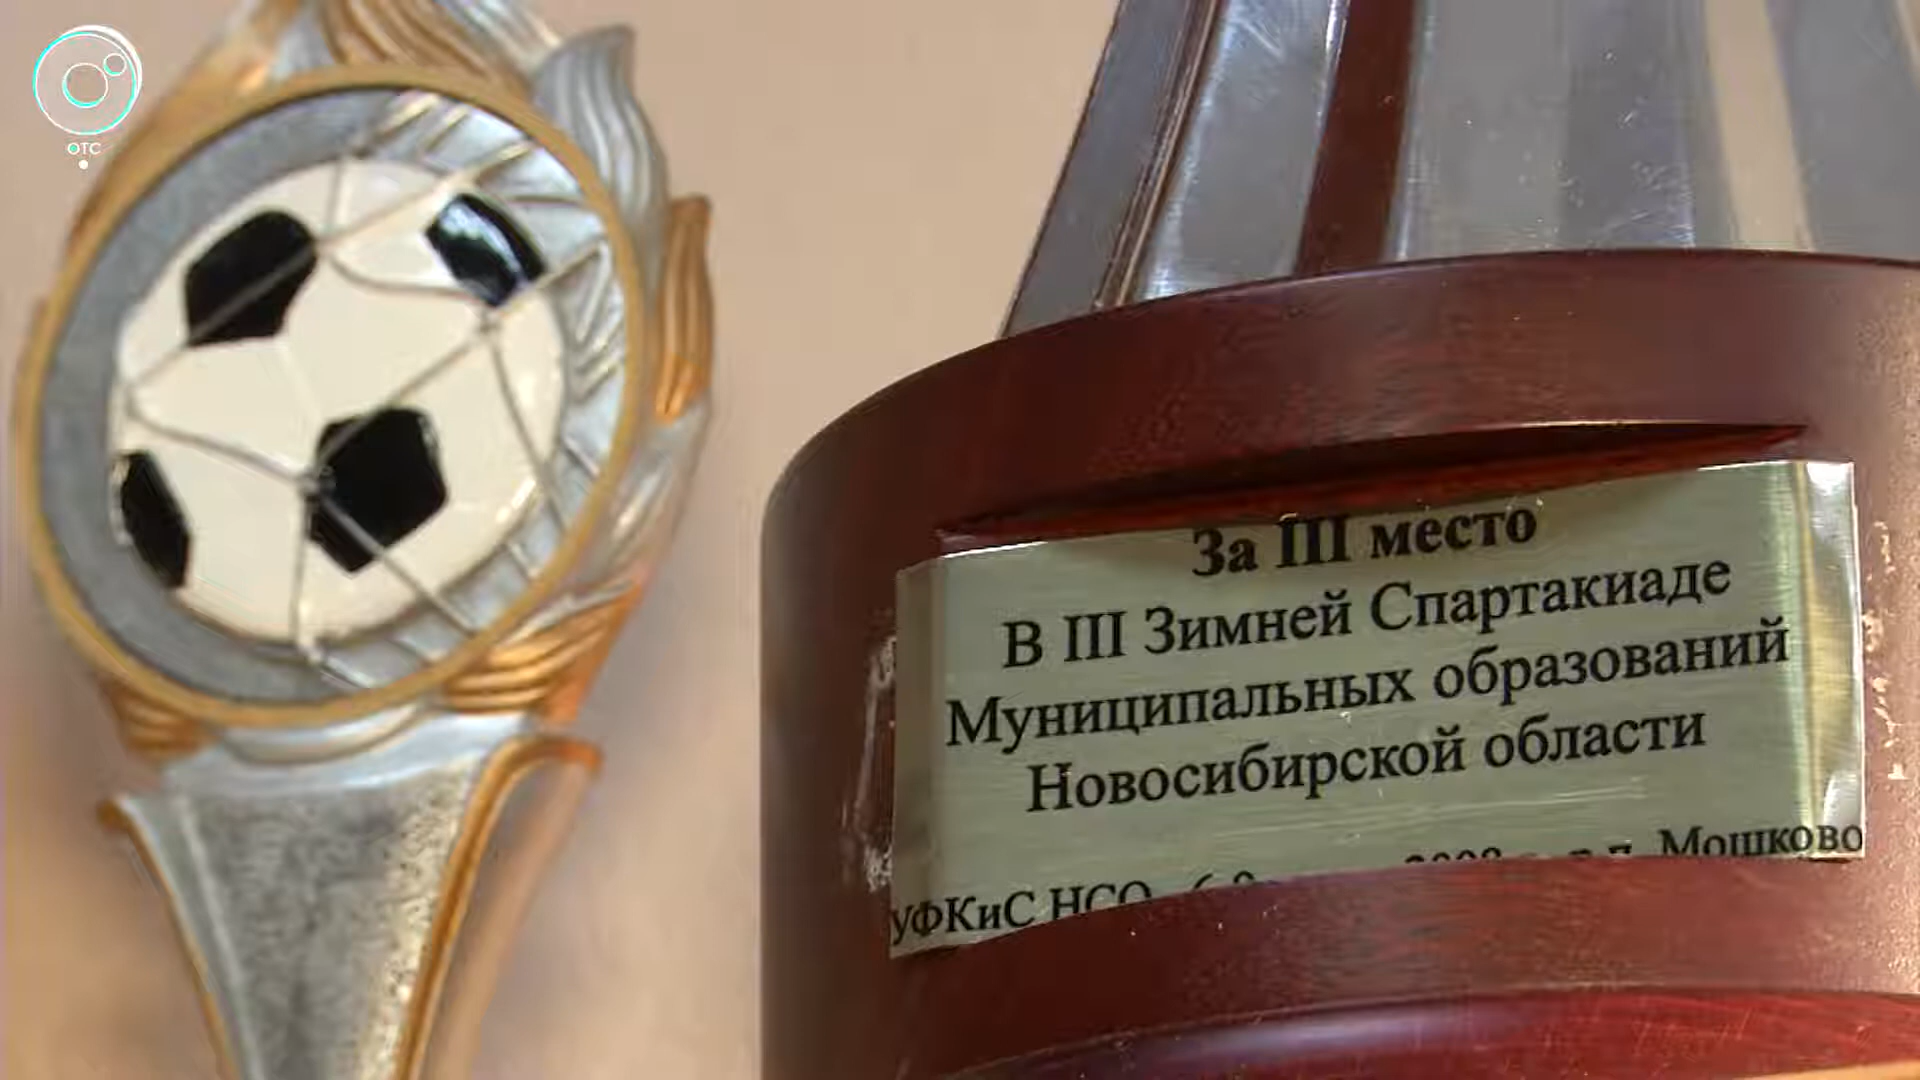 ОТС
За III место
В III Зимней Спартакиаде
Муниципальных образований
Новосибирской области
уФКиС НСО р.п. Мошково